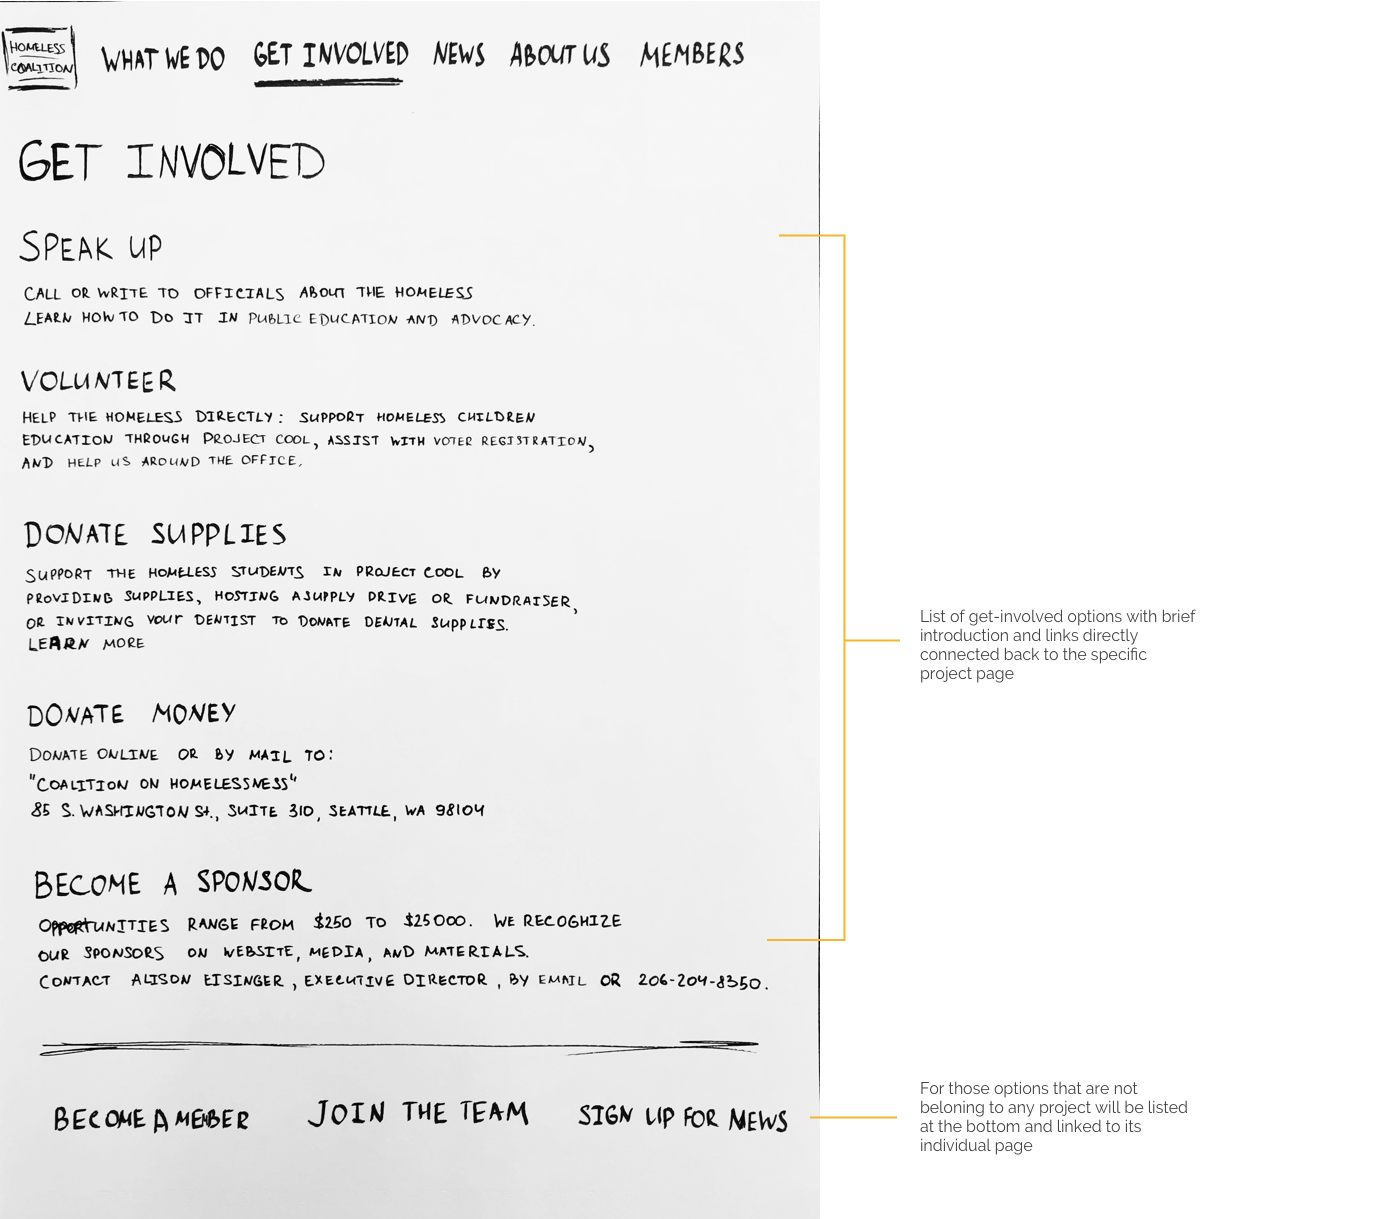 HOMELESS
COALITION
WHAT WE DO GET INVOLVED NEWS ABOUT US MEMBERS
GET INVOLVED
SPEAK UP
CALL OR WRITE TO OFFICIALS ABOUT THE HOMELESS
LEARN HOW TO DO IT IN PUBLIC EDUCATION AND ADVOCACY.
VOLUNTEER
HELP THE HOMELESS DIRECTLY: SUPPORT HOMELESS CHILDREN
EDUCATION THROUGH PROJECT COOL, ASSIST WITH VOTER REGISTRATION,
AND HELP US AROUND THE OFFICE.
DONATE SUPPLIES
SUPPORT THE HOMELESS STUDENTS IN PROJECT COOL BY
PROVIDING SUPPLIES, HOSTING A SUPPLY DRIVE OR FUNDRAISER,
OR INVITING YOUR DENTIST TO DONATE DENTAL SUPPLIES.
LEARN MORE
DONATE MONEY
DONATE ONLINE OR BY MAIL TO:
"COALITION ON HOMELESSNESS"
85 S. WASHINGTON St., SUITE 310, SEATTLE, WA 98104
BECOME A SPONSOR
OPPORTUNITIES RANGE FROM $250 TO $25000. WE RECOGHIZE
OUR SPONSORS ON WEBSITE, MEDIA, AND MATERIALS.
CONTACT ALISON EISINGER, EXECUTIVE DIRECTOR, BY EMAIL OR 206-204-8350.
BECOME A MEMBER JOIN THE TEAM SIGN UP FOR NEWS
List of get-involved options with brief
introduction and links directly
connected back to the specific
project page
For those options that are not
beloning to any project will be listed
at the bottom and linked to its
individual page